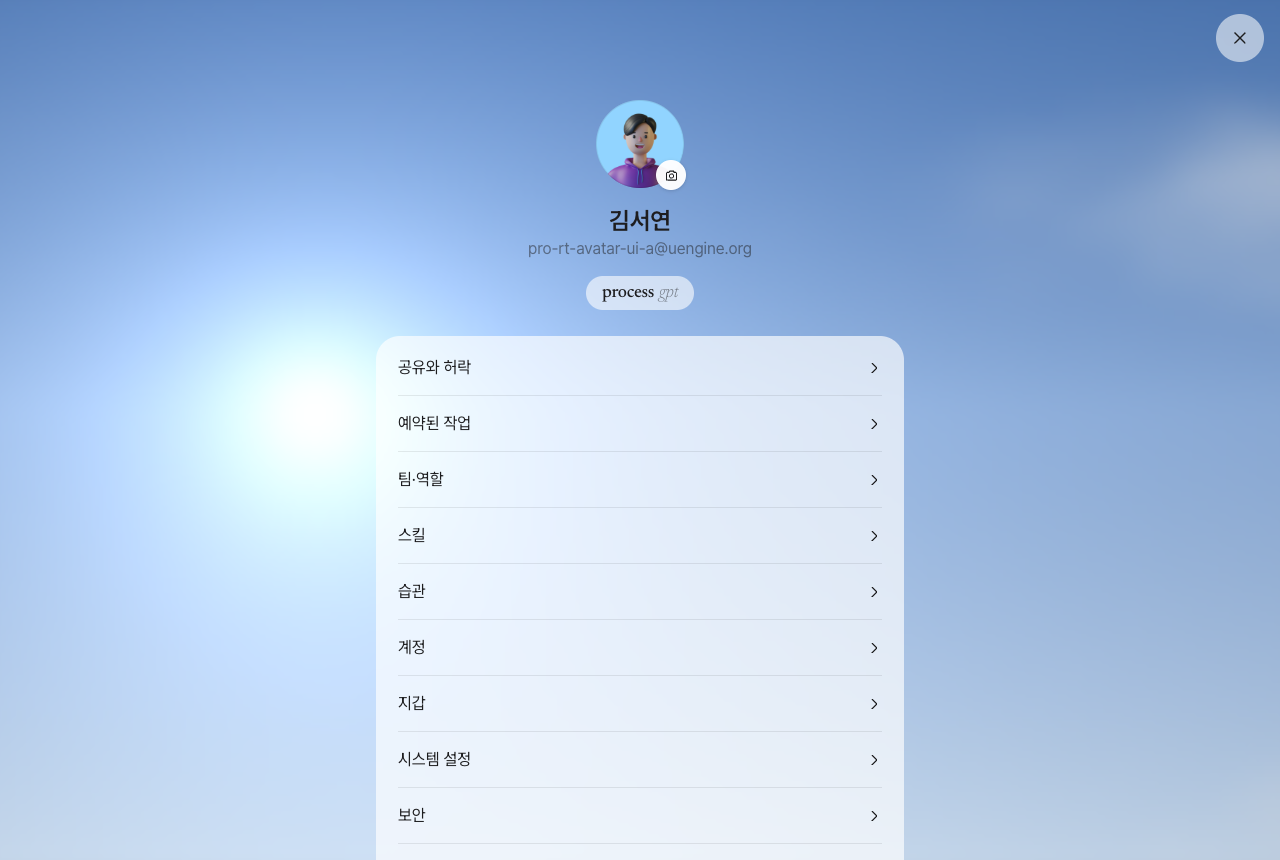 김서연
pro-rt-avatar-ui-a@uengine.org
process gpt
공유와 허락
예약된 작업
팀·역할
스킬
습관
계정
지갑
시스템 설정
보안